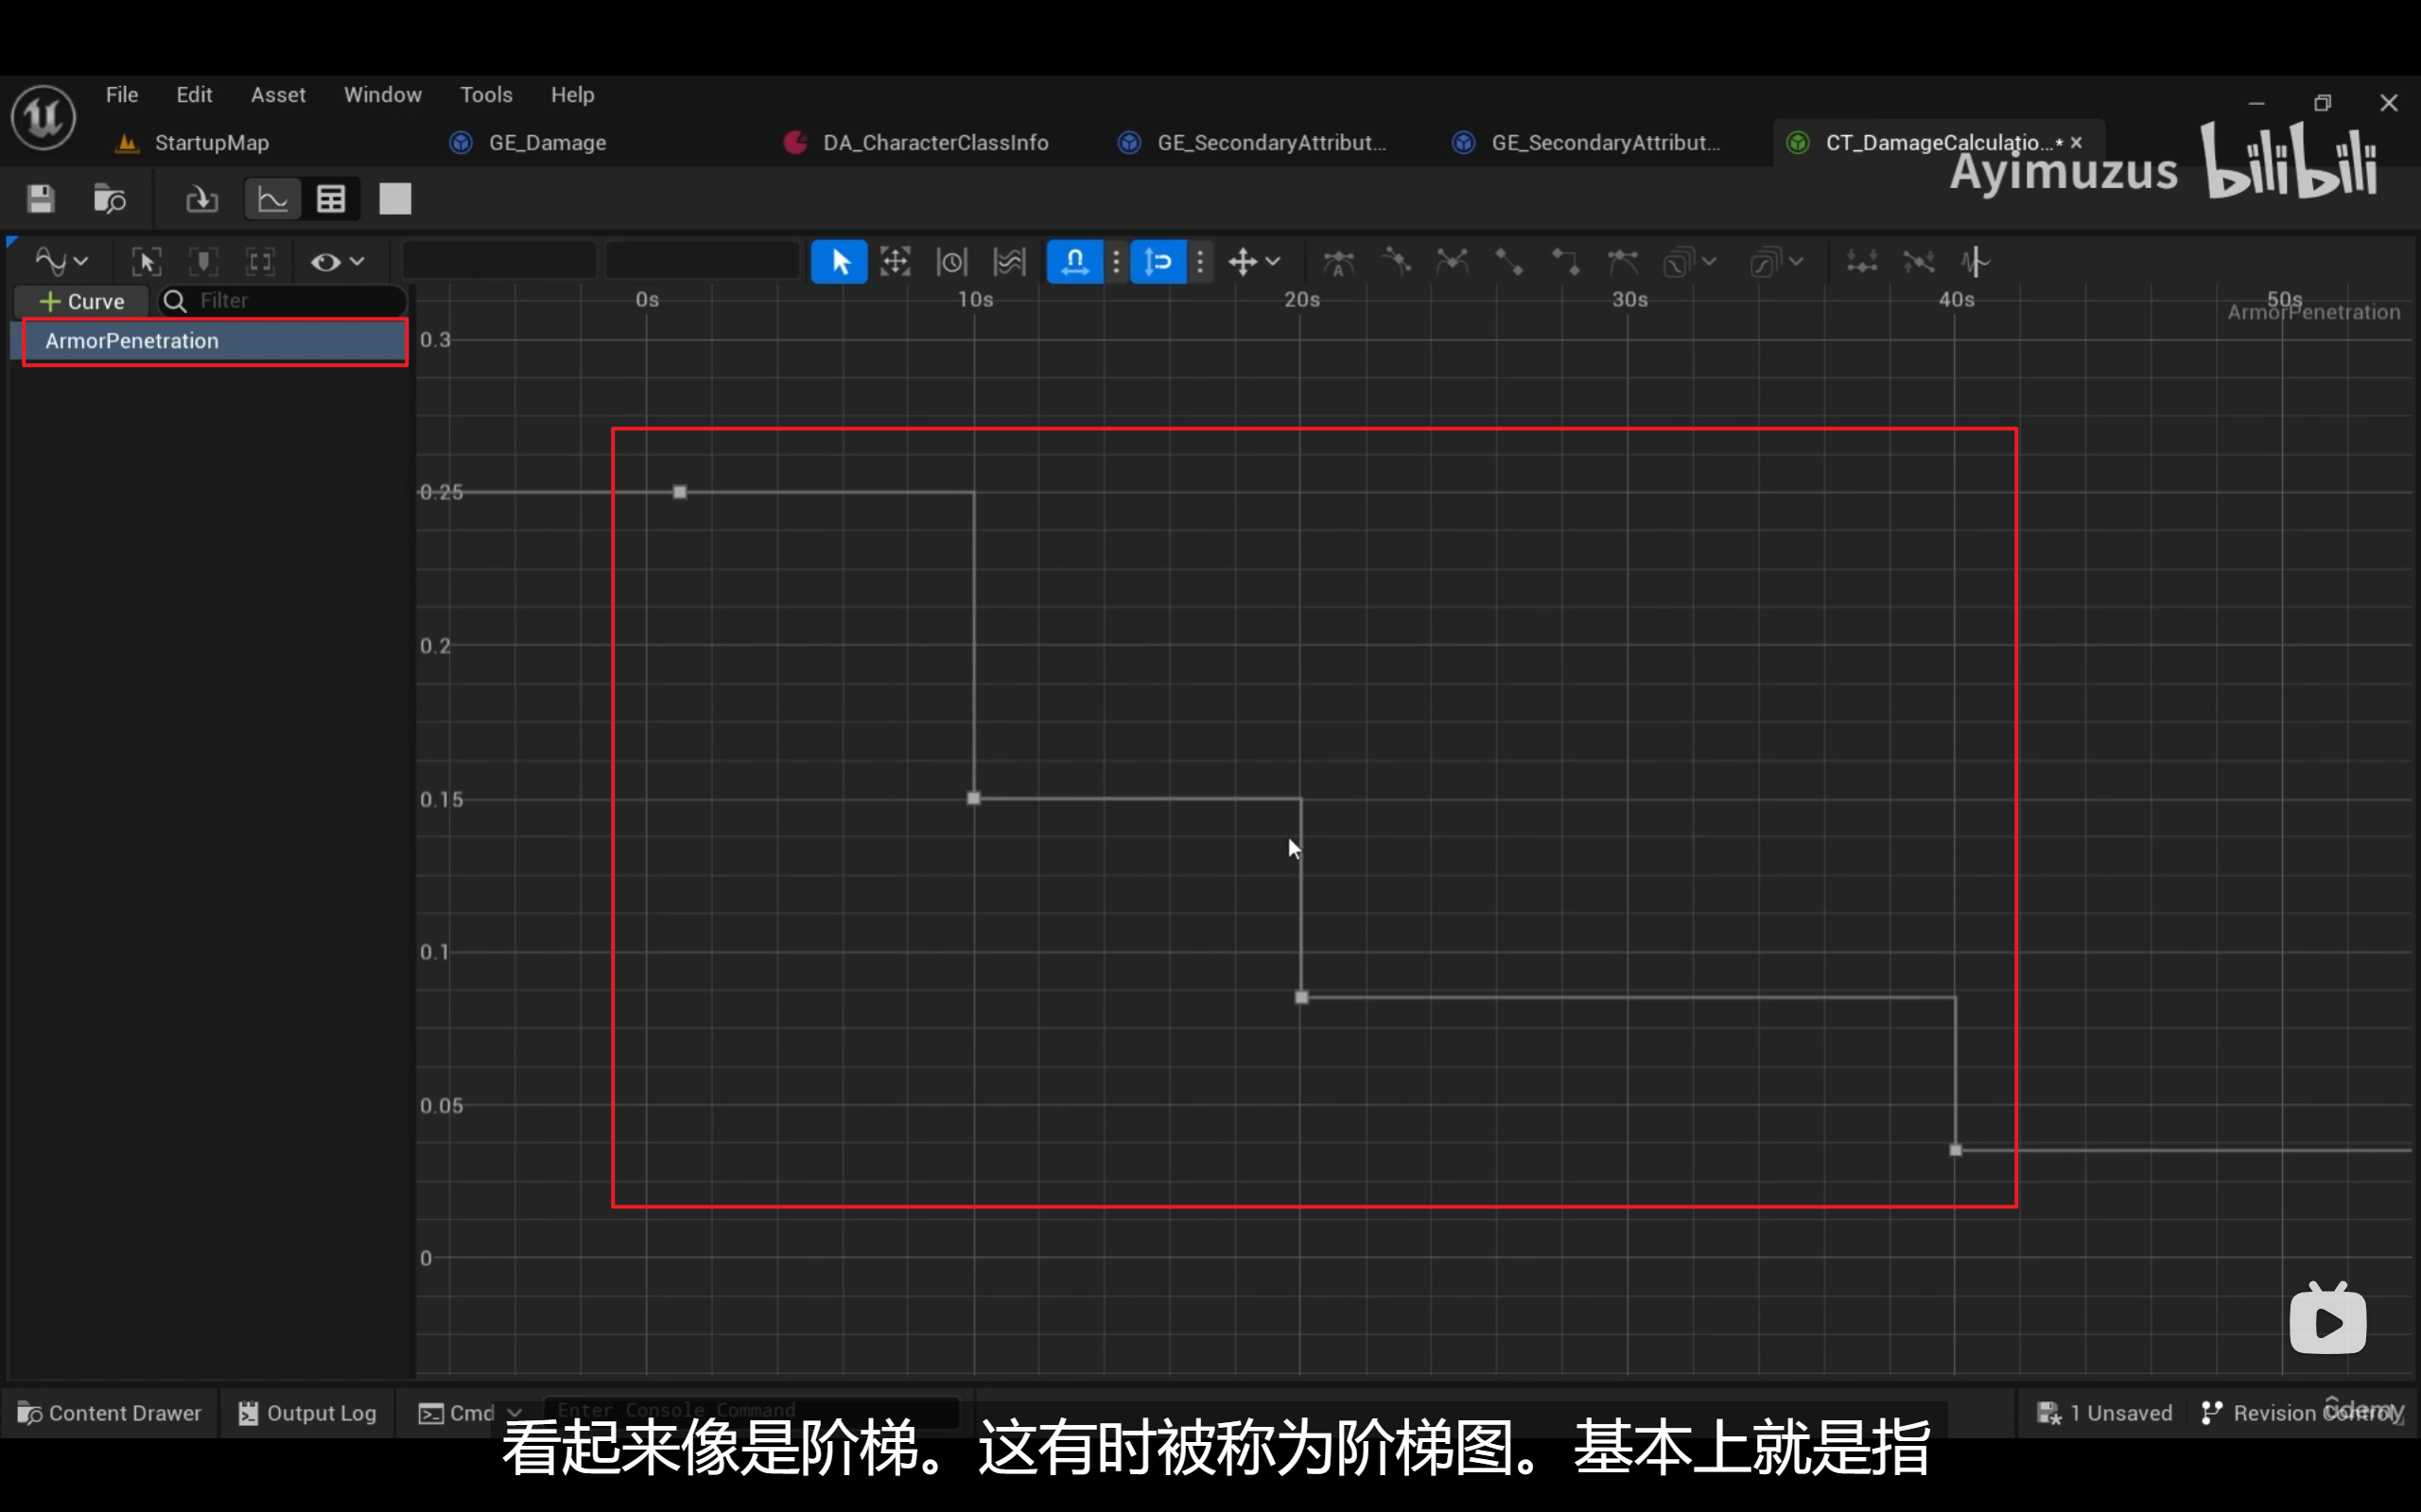 File Edit Asset Window Tools Help
StartupMap GE_Damage DA_CharacterClassInfo GE_SecondaryAttribut... GE_SecondaryAttribut... CT_DamageCalculatio...*
Ayimuzus bilibili
Curve Filter
0s 10s 20s 30s 40s 50s
ArmorPenetration
ArmorPenetration
0.3
0.25
0.2
0.15
0.1
0.05
0
Content Drawer Output Log Cmd Enter Console Command 1 Unsaved Revision Control
Udemy
看起来像是阶梯。这有时被称为阶梯图。基本上就是指